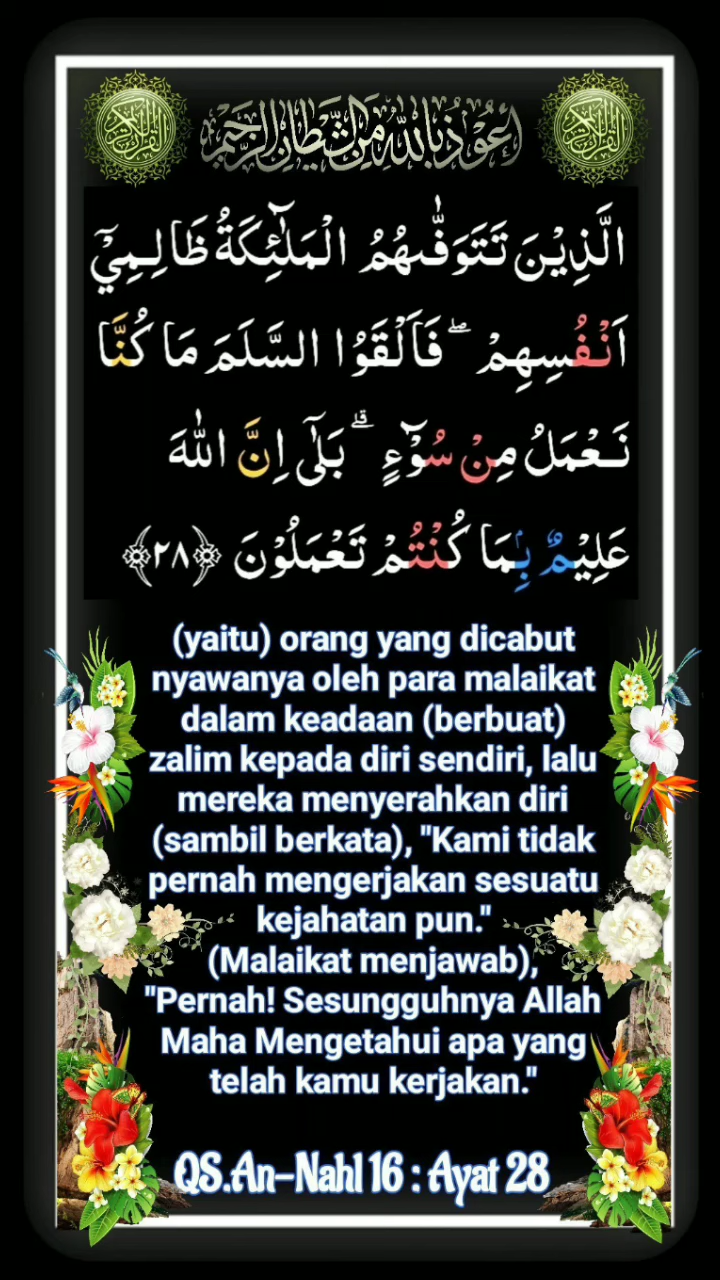 اَعُوْذُ بِاللّٰهِ مِنَ الشَّيْطَانِ الرَّجِيْمِ
الَّذِيْنَ تَتَوَفّٰىهُمُ الْمَلٰۤئِكَةُ ظَالِمِيْٓ
اَنْفُسِهِمْ ۖ فَاَلْقَوُا السَّلَمَ مَا كُنَّا
نَعْمَلُ مِنْ سُوْۤءٍ ۗ بَلٰٓى اِنَّ اللّٰهَ
عَلِيْمٌۢ بِمَا كُنْتُمْ تَعْمَلُوْنَ ﴿٢٨﴾
(yaitu) orang yang dicabut
nyawanya oleh para malaikat
dalam keadaan (berbuat)
zalim kepada diri sendiri, lalu
mereka menyerahkan diri
(sambil berkata), "Kami tidak
pernah mengerjakan sesuatu
kejahatan pun."
(Malaikat menjawab),
"Pernah! Sesungguhnya Allah
Maha Mengetahui apa yang
telah kamu kerjakan."
QS.An-Nahl 16 : Ayat 28